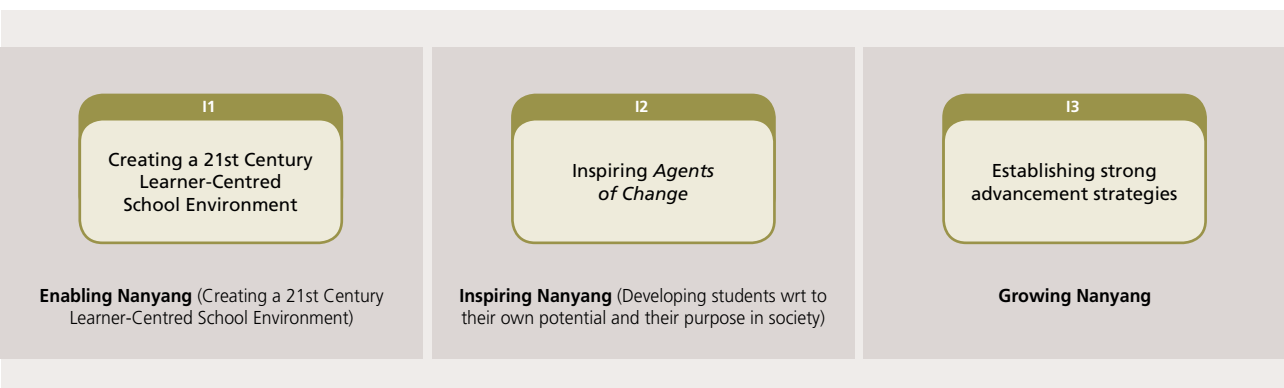 I1
Creating a 21st Century
Learner-Centred
School Environment
Enabling Nanyang (Creating a 21st Century
Learner-Centred School Environment)
I2
Inspiring Agents
of Change
Inspiring Nanyang (Developing students wrt to
their own potential and their purpose in society)
I3
Establishing strong
advancement strategies
Growing Nanyang